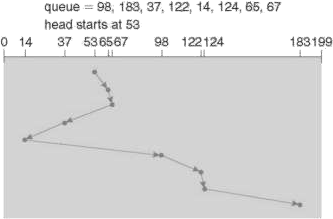 queue = 98, 183, 37, 122, 14, 124, 65, 67
head starts at 53
0 14 37 536567 98 122124 183199